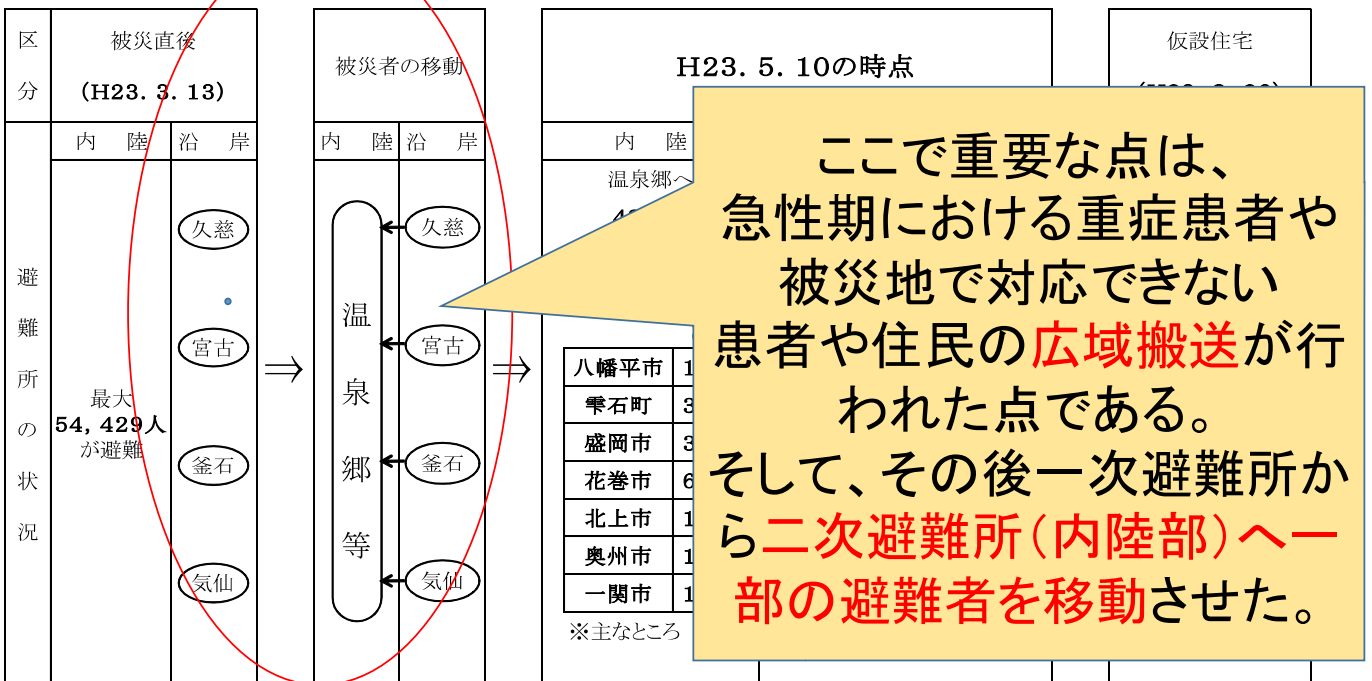 区分
被災直後
(H23. 3. 13)
被災者の移動
H23. 5. 10の時点
仮設住宅
内 陸
沿 岸
内 陸
沿 岸
内 陸
避難所の状況
最大
54, 429人
が避難
久慈
宮古
釜石
気仙
⇒
温泉郷等
久慈
宮古
釜石
気仙
⇒
温泉郷へ
八幡平市 1
雫石町 3
盛岡市 3
花巻市 6
北上市 1
奥州市 1
一関市 1
※主なところ
ここで重要な点は、
急性期における重症患者や
被災地で対応できない
患者や住民の広域搬送が行
われた点である。
そして、その後一次避難所か
ら二次避難所(内陸部)へ一
部の避難者を移動させた。